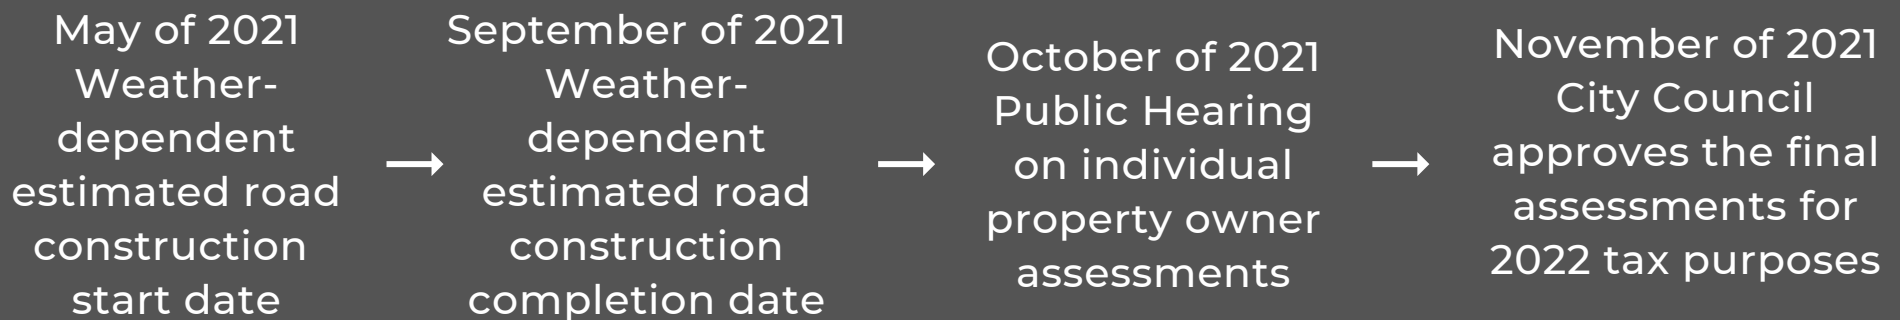 May of 2021
Weather-
dependent
estimated road
construction
start date
September of 2021
Weather-
dependent
estimated road
construction
completion date
October of 2021
Public Hearing
on individual
property owner
assessments
November of 2021
City Council
approves the final
assessments for
2022 tax purposes